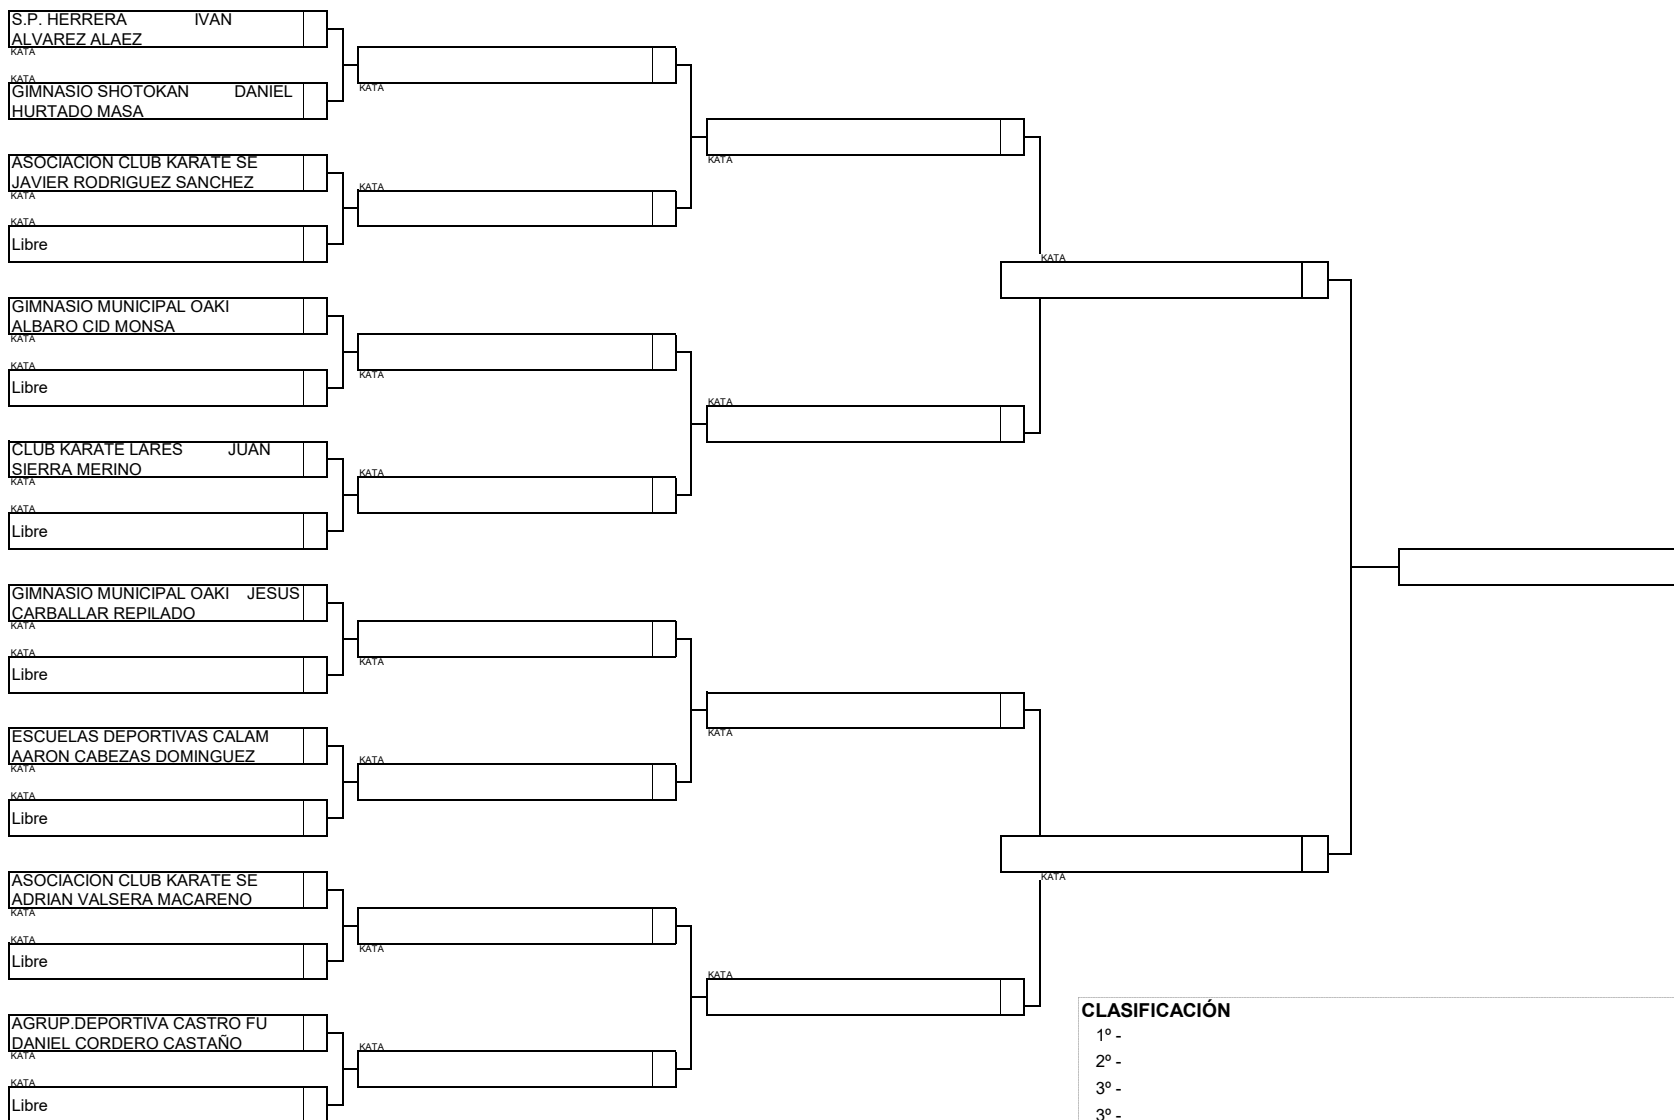 S.P. HERRERA IVAN
ALVAREZ ALAEZ
KATA
KATA
GIMNASIO SHOTOKAN DANIEL
HURTADO MASA
KATA
ASOCIACION CLUB KARATE SE
JAVIER RODRIGUEZ SANCHEZ
KATA
KATA
Libre
KATA
KATA
GIMNASIO MUNICIPAL OAKI
ALBARO CID MONSA
KATA
KATA
Libre
KATA
CLUB KARATE LARES JUAN
SIERRA MERINO
KATA
KATA
Libre
KATA
KATA
KATA
GIMNASIO MUNICIPAL OAKI JESUS
CARBALLAR REPILADO
KATA
KATA
Libre
KATA
ESCUELAS DEPORTIVAS CALAM
AARON CABEZAS DOMINGUEZ
KATA
KATA
Libre
KATA
KATA
ASOCIACION CLUB KARATE SE
ADRIAN VALSERA MACARENO
KATA
KATA
Libre
KATA
AGRUP.DEPORTIVA CASTRO FU
DANIEL CORDERO CASTAÑO
KATA
KATA
Libre
KATA
KATA
KATA
CLASIFICACIÓN
1º -
2º -
3º -
3º -